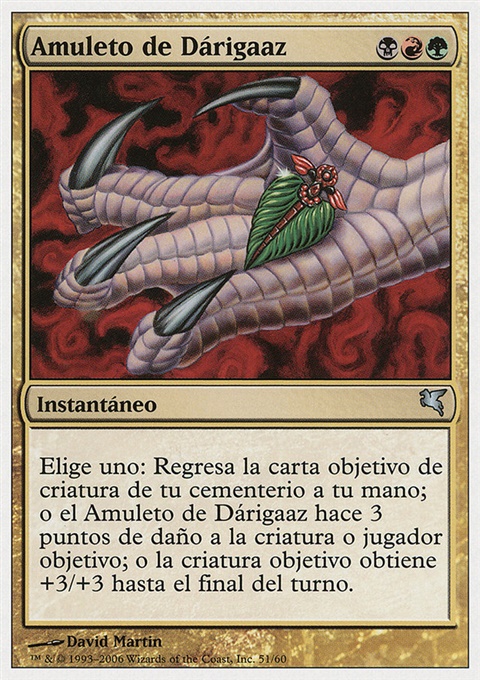 Amuleto de Dárigaaz
Instantáneo
Elige uno: Regresa la carta objetivo de
criatura de tu cementerio a tu mano;
o el Amuleto de Dárigaaz hace 3
puntos de daño a la criatura o jugador
objetivo; o la criatura objetivo obtiene
+3/+3 hasta el final del turno.
David Martin
™ & © 1993–2006 Wizards of the Coast, Inc. 51/60